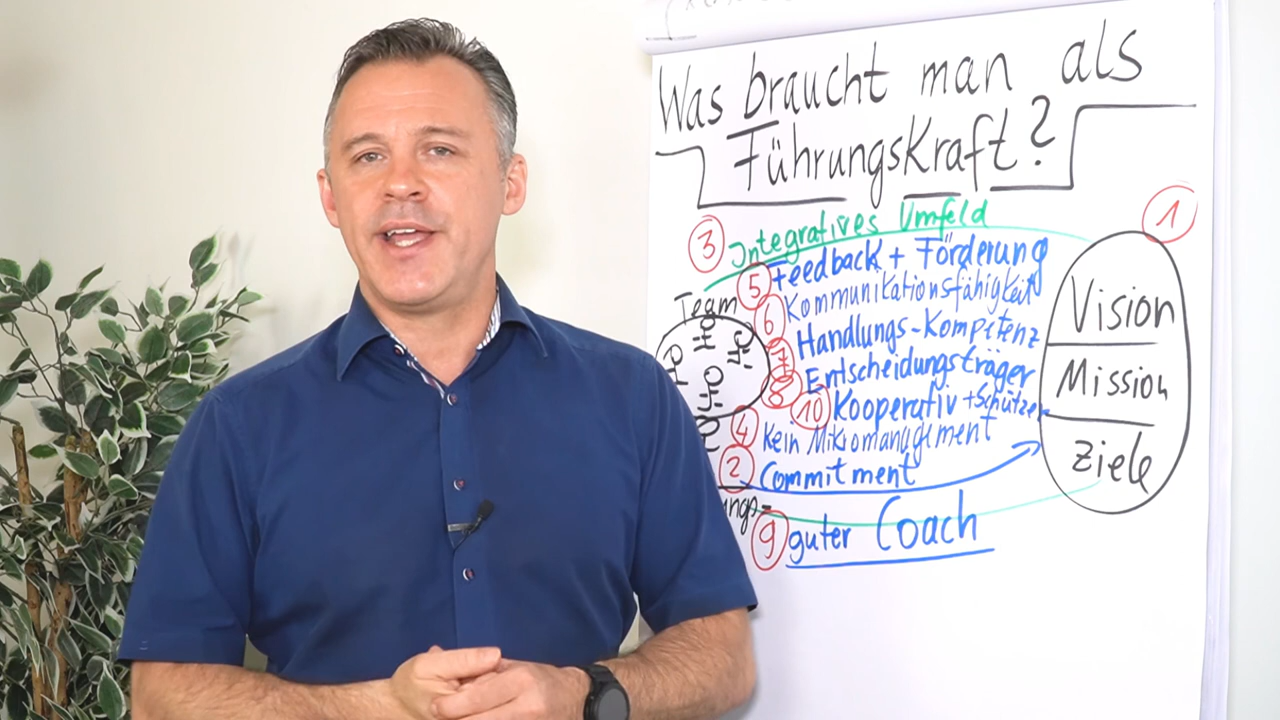 Was braucht man als
Führungskraft?
1
3 Integratives Umfeld
5 Feedback + Förderung
Team
6 Kommunikationsfähigkeit
7 Handlungs-Kompetenz
8 Entscheidungsträger
10 Kooperativ + Schützen
4 Kein Mikromanagement
2 Commitment
9 guter Coach
Vision
Mission
Ziele